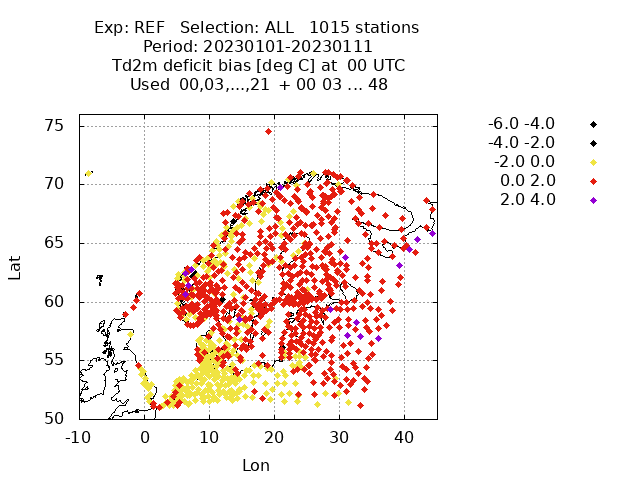 Exp: REF Selection: ALL 1015 stations
Period: 20230101-20230111
Td2m deficit bias [deg C] at 00 UTC
Used 00,03,...,21 + 00 03 ... 48
-6.0 -4.0
-4.0 -2.0
-2.0 0.0
0.0 2.0
2.0 4.0
75
70
65
60
55
50
Lat
-10 0 10 20 30 40
Lon